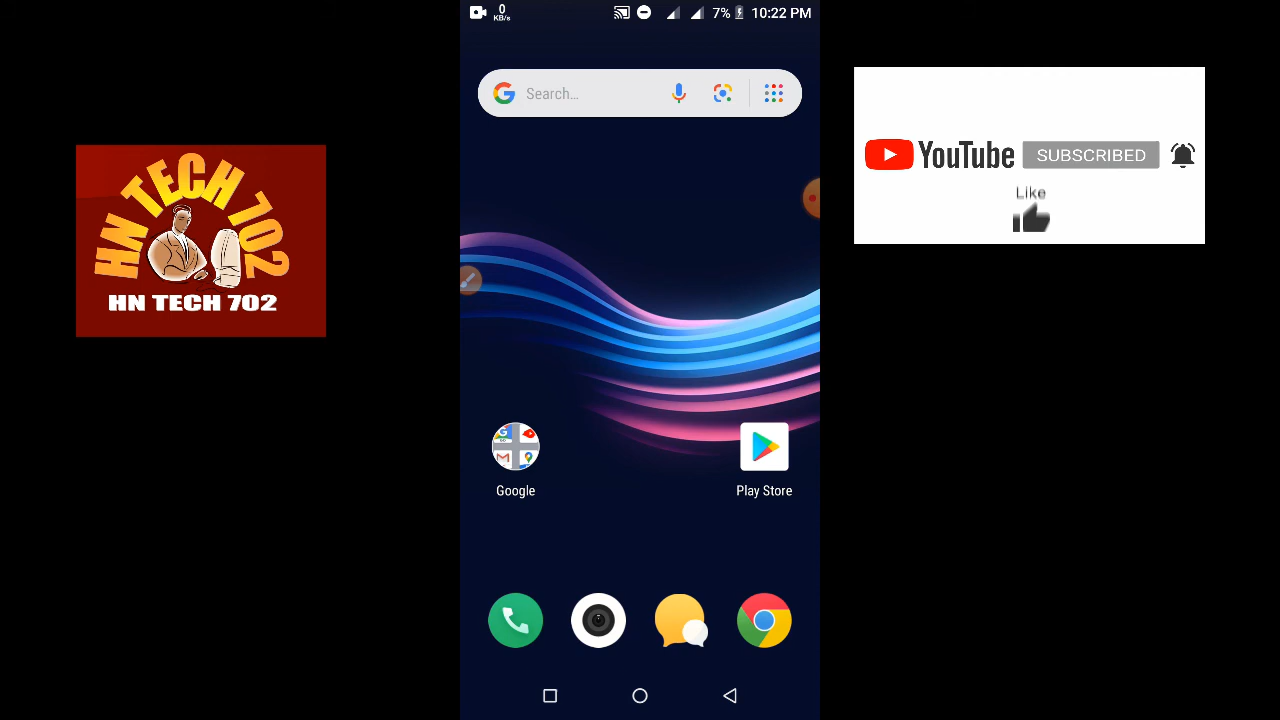 0
KB/s
7%
10:22 PM
Search...
HN TECH 702
HN TECH 702
YouTube
SUBSCRIBED
Like
Google
Play Store